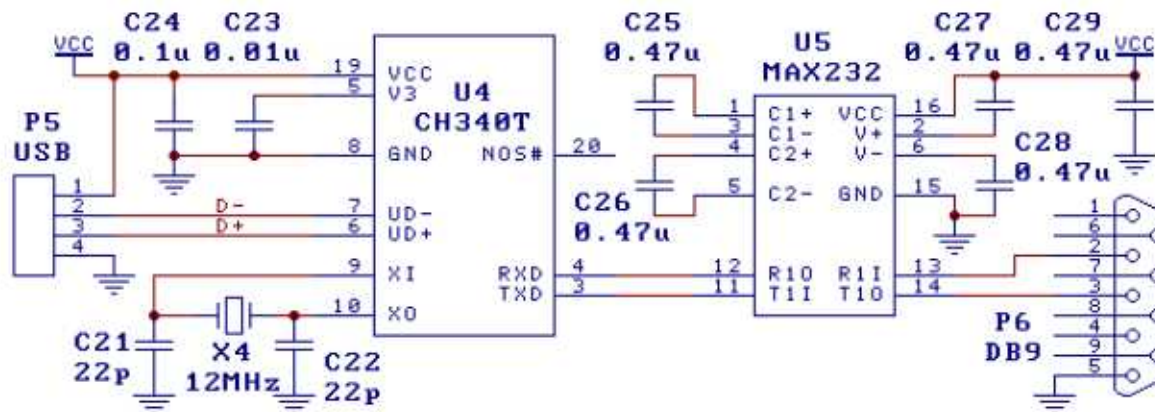 C24 C23
0.1u 0.01u
VCC
P5
USB
1
2
3
4
D-
D+
U4
CH340T
19 VCC
5 V3
8 GND
7 UD-
6 UD+
9 XI
10 XO
NOS# 20
RXD 4
TXD 3
C21
22p
X4
12MHz
C22
22p
C25
0.47u
C26
0.47u
U5
MAX232
1 C1+
3 C1-
4 C2+
5 C2-
12 R1O
11 T1I
VCC 16
V+ 2
V- 6
GND 15
R1I 13
T1O 14
C27 C29
0.47u 0.47u
VCC
C28
0.47u
P6
DB9
1
6
2
7
3
8
4
9
5